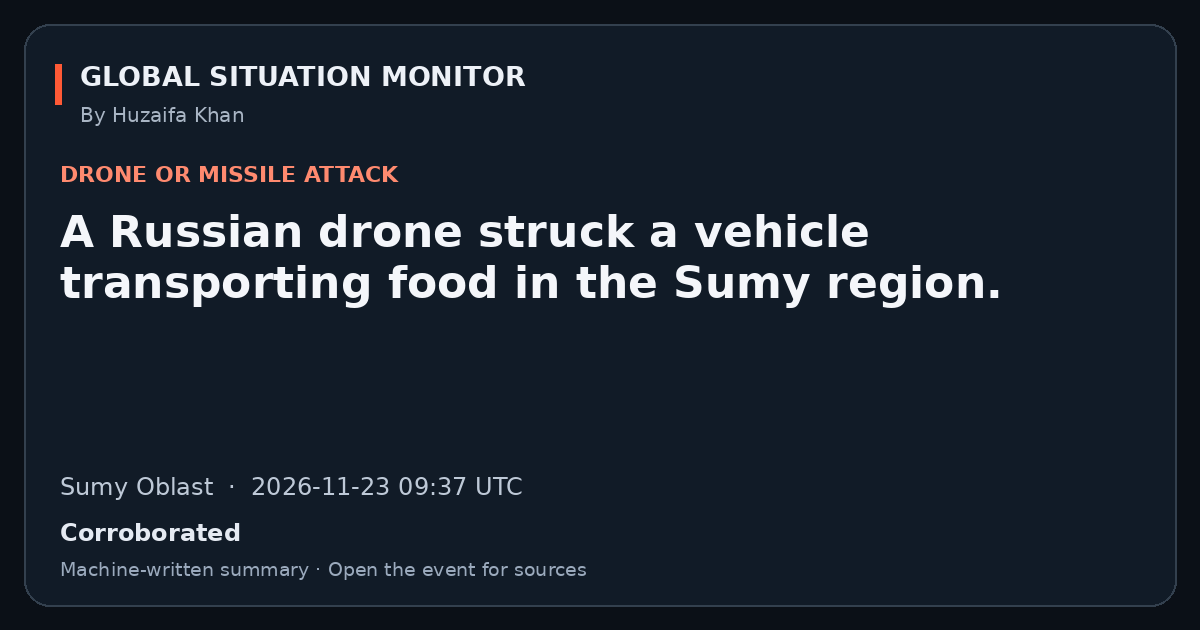 GLOBAL SITUATION MONITOR
By Huzaifa Khan
DRONE OR MISSILE ATTACK
A Russian drone struck a vehicle
transporting food in the Sumy region.
Sumy Oblast · 2026-11-23 09:37 UTC
Corroborated
Machine-written summary · Open the event for sources